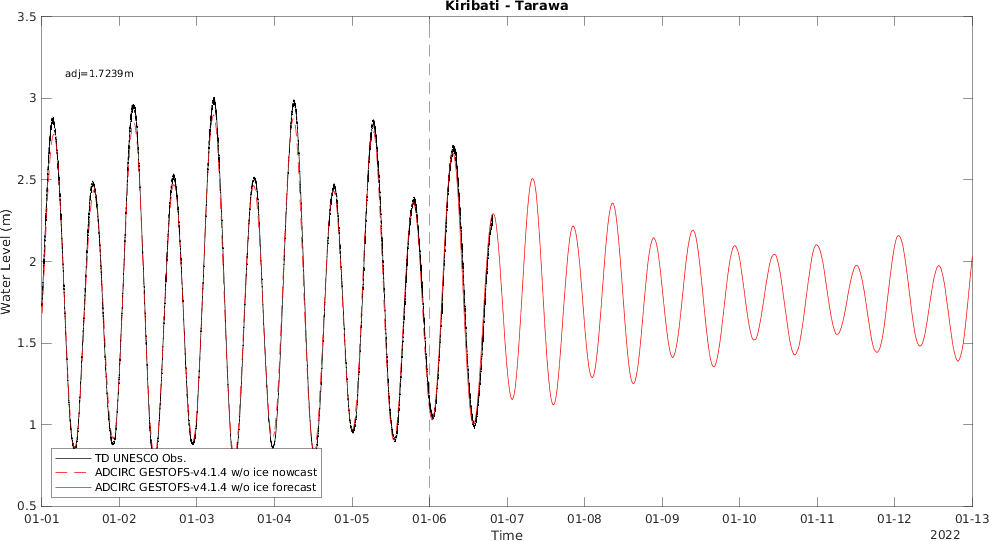 Kiribati - Tarawa
3.5
adj=1.7239m
3
2.5
2
1.5
1
0.5
Water Level (m)
TD UNESCO Obs.
ADCIRC GESTOFS-v4.1.4 w/o ice nowcast
ADCIRC GESTOFS-v4.1.4 w/o ice forecast
01-01 01-02 01-03 01-04 01-05 01-06 01-07 01-08 01-09 01-10 01-11 01-12 01-13
Time
2022